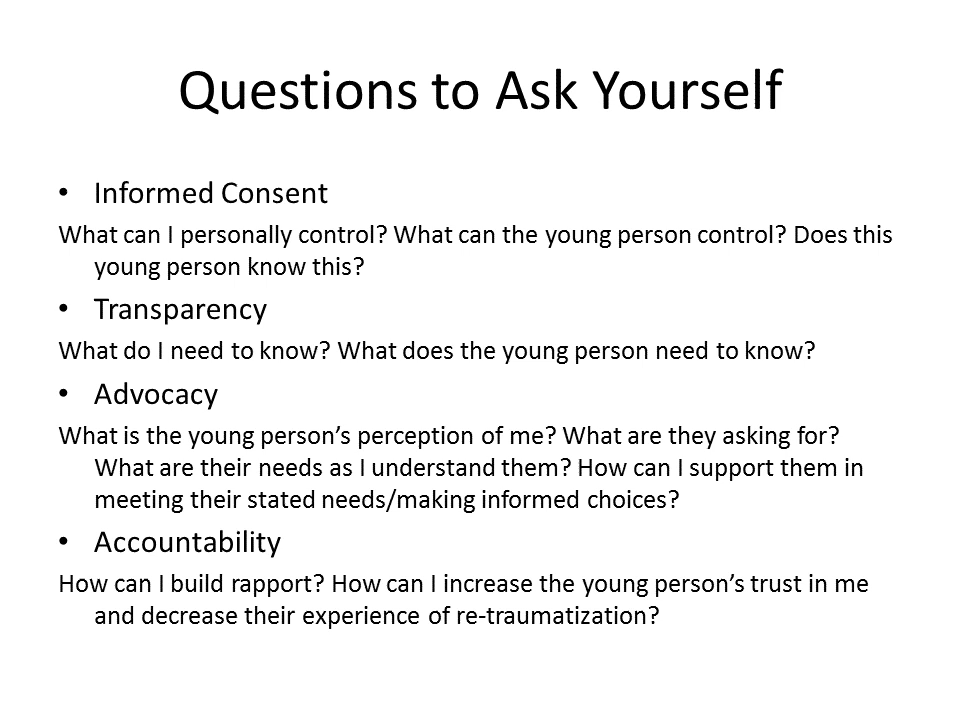 Questions to Ask Yourself
• Informed Consent
What can I personally control? What can the young person control? Does this
young person know this?
• Transparency
What do I need to know? What does the young person need to know?
• Advocacy
What is the young person’s perception of me? What are they asking for?
What are their needs as I understand them? How can I support them in
meeting their stated needs/making informed choices?
• Accountability
How can I build rapport? How can I increase the young person’s trust in me
and decrease their experience of re-traumatization?